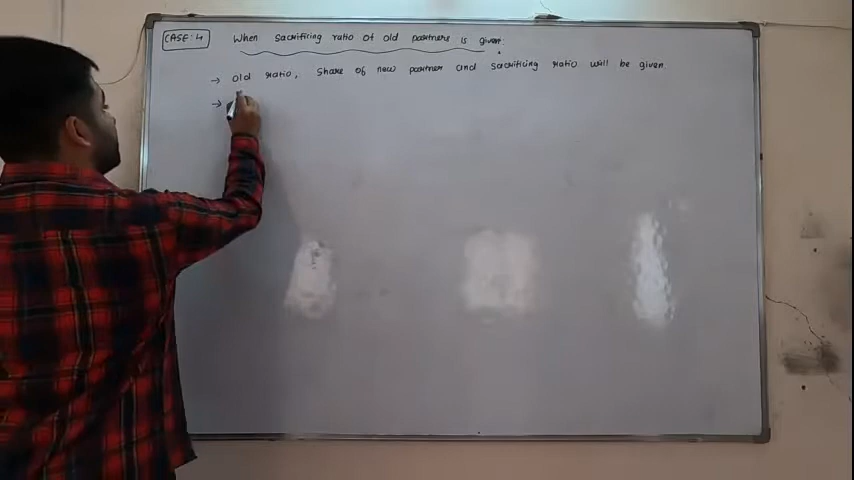 CASE: 4 When sacrificing ratio of old partners is given.
→ old ratio, share of new partner and sacrificing ratio will be given
→